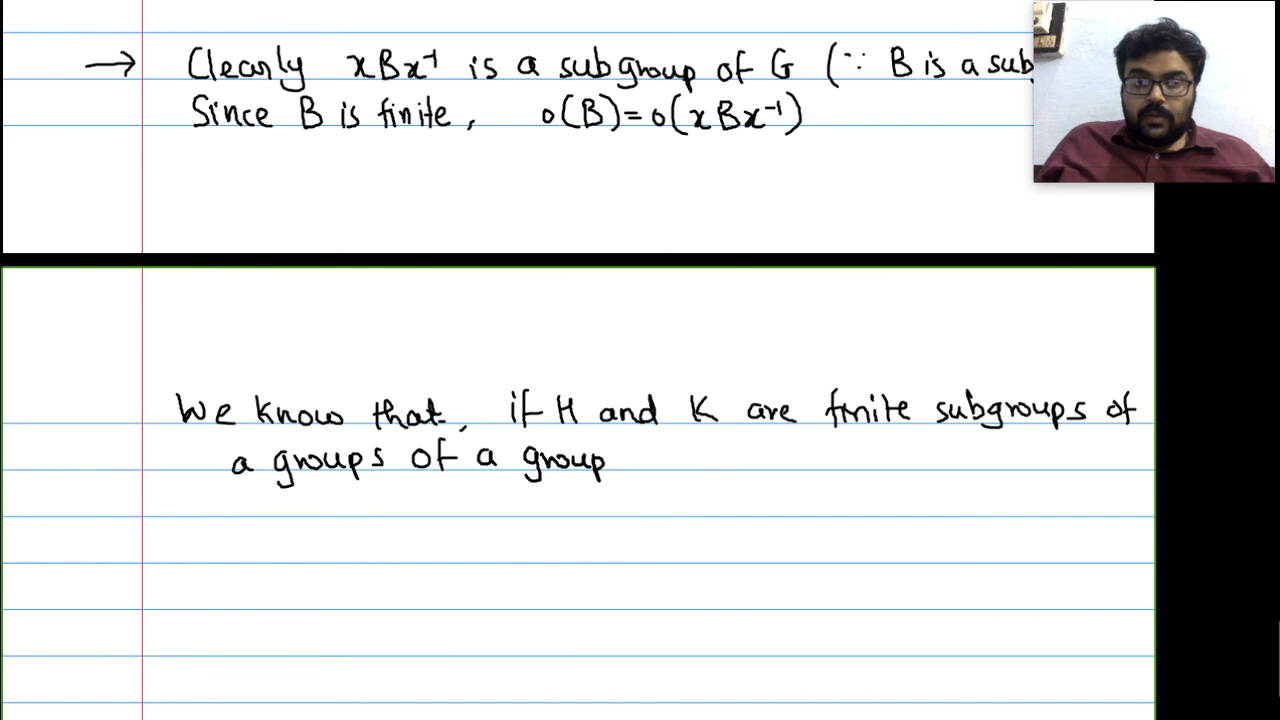 → Clearly xBx⁻¹ is a subgroup of G (∵ B is a sub
Since B is finite, o(B)=o(xBx⁻¹)
We know that, if H and K are finite subgroups of
a groups of a group